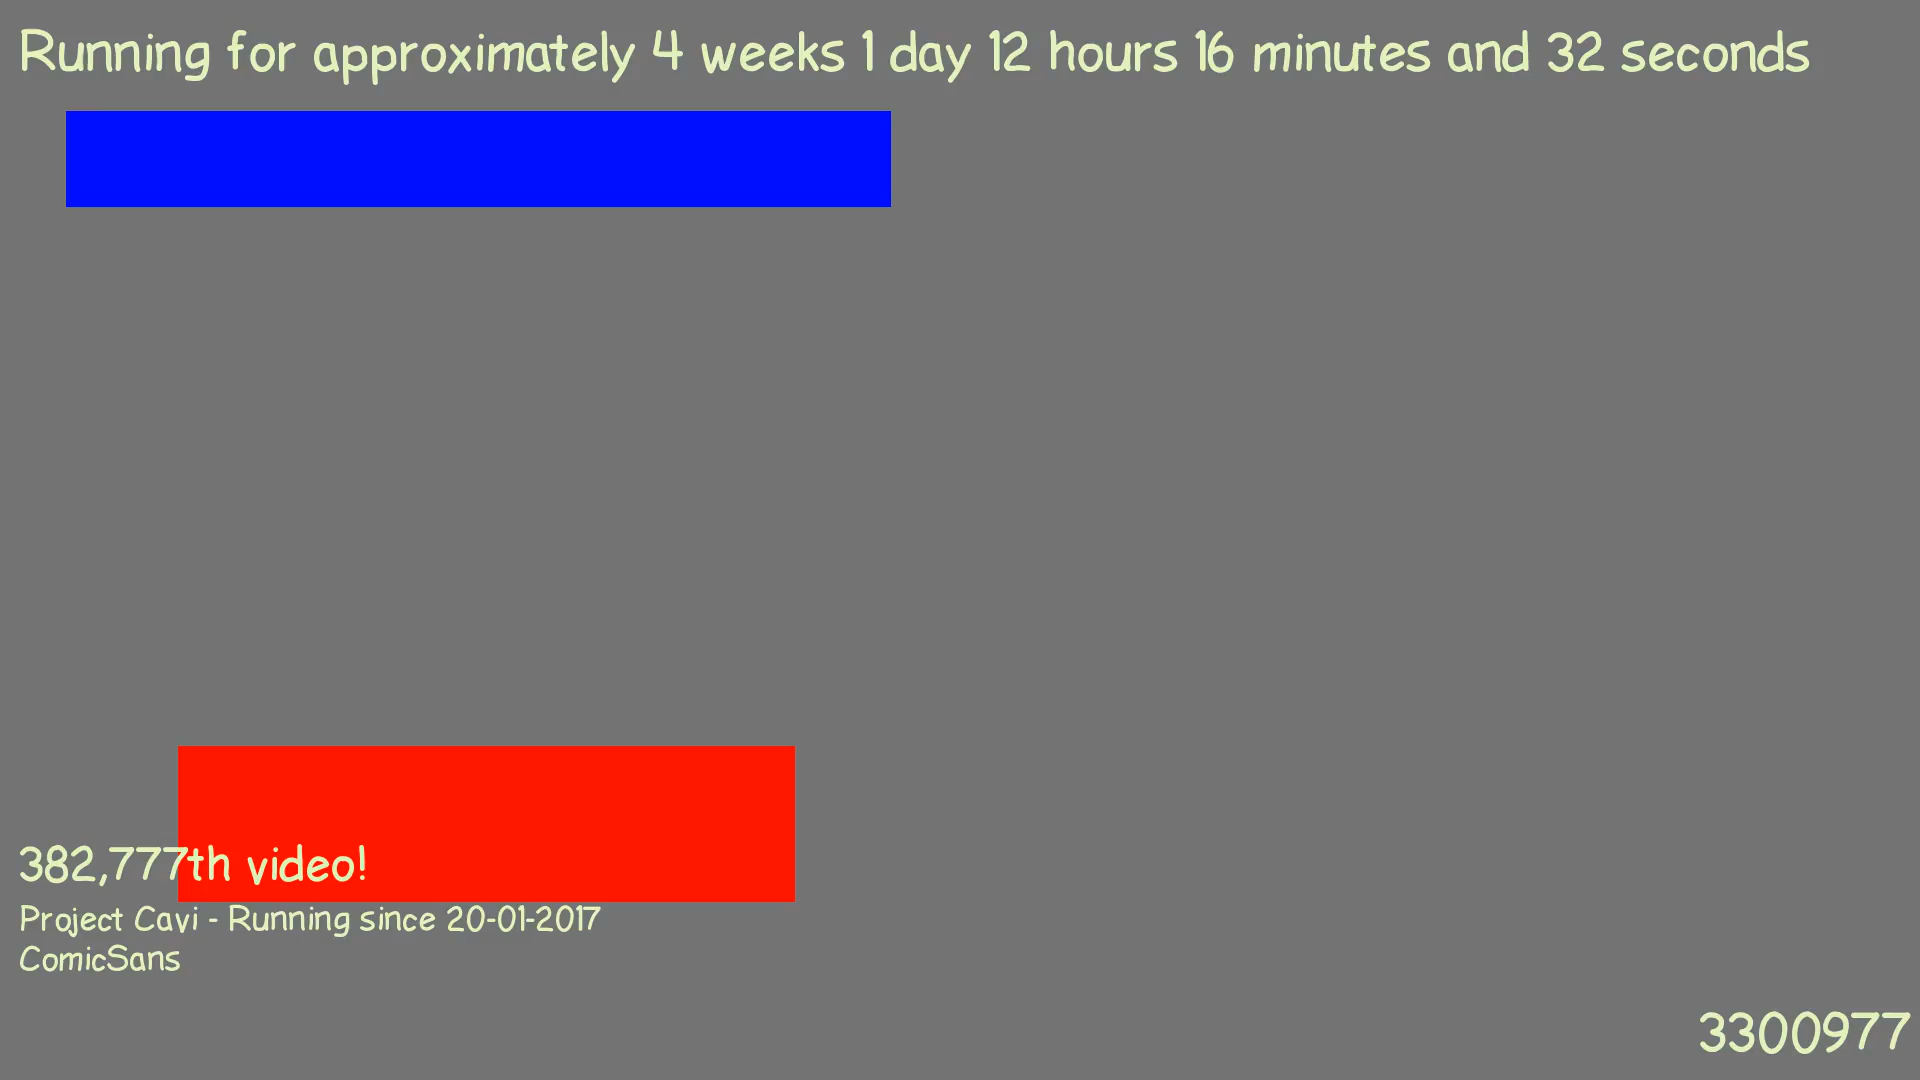 Running for approximately 4 weeks 1 day 12 hours 16 minutes and 32 seconds
382,777th video!
Project Cavi - Running since 20-01-2017
ComicSans
3300977